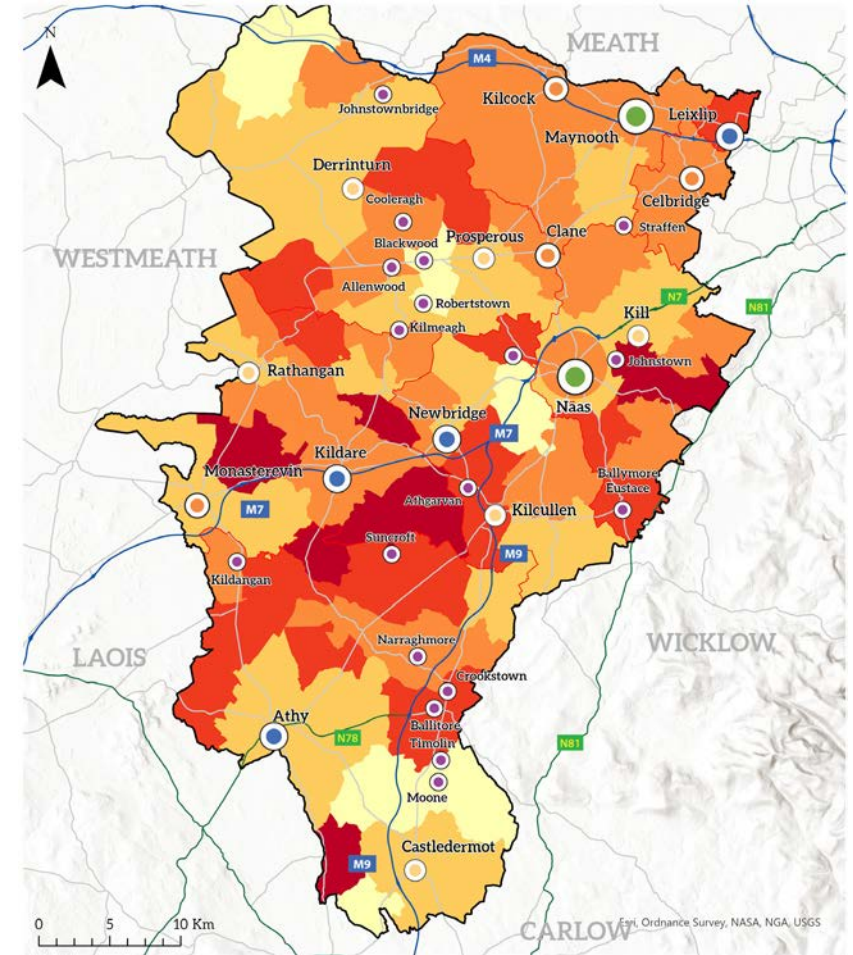 N
MEATH
M4
Kilcock
Johnstownbridge
Leixlip
Maynooth
Derrinturn
Celbridge
Cooleragh
Straffen
Clane
Prosperous
Blackwood
WESTMEATH
Allenwood
N7
N81
Robertstown
Kill
Kilmeagh
Johnstown
Rathangan
Naas
Newbridge
M7
Kildare
Monasterevin
Ballymore
Eustace
Athgarvan
M7
Kilcullen
Suncroft
M9
Kildangan
Narraghmore
WICKLOW
LAOIS
Crookstown
Athy
Ballitore
N78
Timolin
N81
Moone
Castledermot
M9
0 5 10 Km
Esri, Ordnance Survey, NASA, NGA, USGS
CARLOW